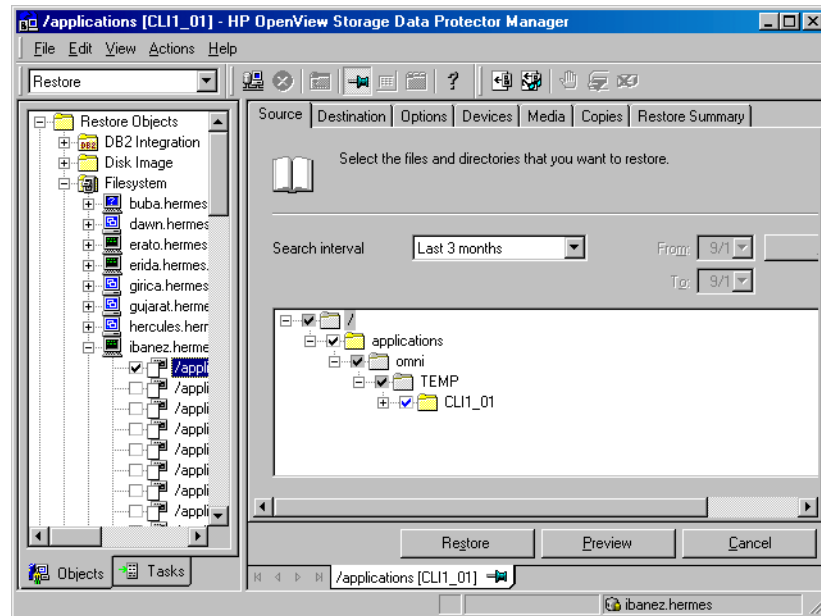 /applications [CLI1_01] - HP OpenView Storage Data Protector Manager
File Edit View Actions Help
Restore
Restore Objects
DB2 Integration
Disk Image
Filesystem
buba.hermes
dawn.hermes
erato.hermes
erida.hermes.
girica.hermes
gujarat.herme
hercules.herr
ibanez.herme
/appli
/appli
/appli
/appli
/appli
/appli
/appli
/appli
Objects Tasks
Source Destination Options Devices Media Copies Restore Summary
Select the files and directories that you want to restore.
Search interval Last 3 months From: 9/1
To: 9/1
/
applications
omni
TEMP
CLI1_01
Restore Preview Cancel
/applications [CLI1_01]
ibanez.hermes